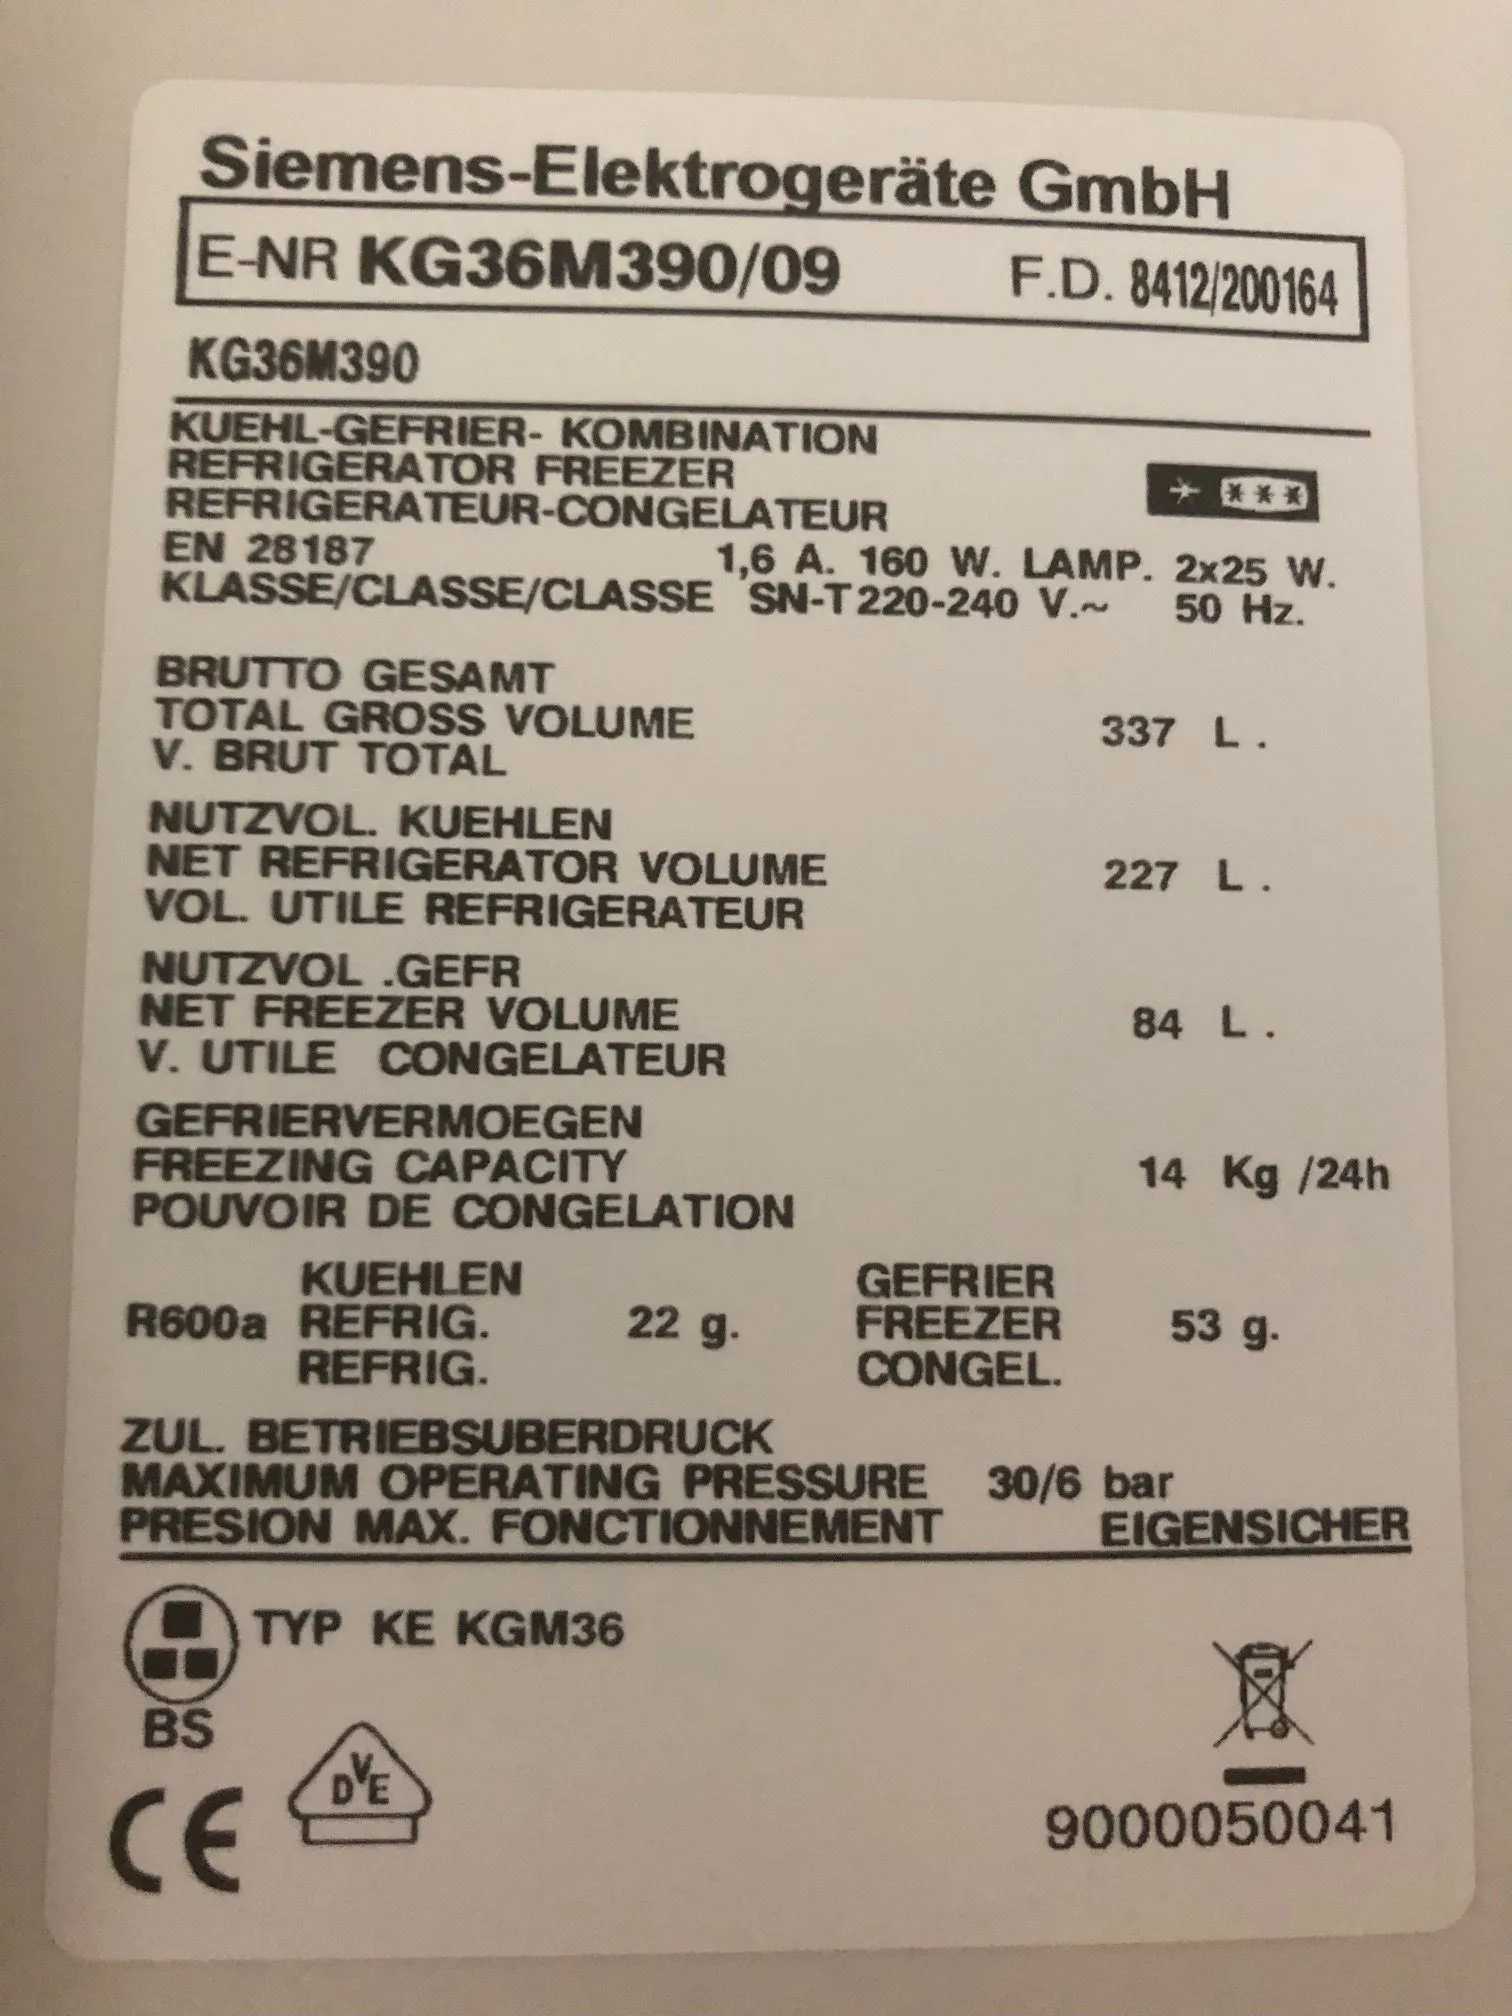 Siemens-Elektrogeräte GmbH
E-NR KG36M390/09 F.D. 8412/200164
KG36M390
KUEHL-GEFRIER- KOMBINATION
REFRIGERATOR FREEZER
REFRIGERATEUR-CONGELATEUR
EN 28187 1,6 A. 160 W. LAMP. 2x25 W.
KLASSE/CLASSE/CLASSE SN-T 220-240 V.~ 50 Hz.
BRUTTO GESAMT
TOTAL GROSS VOLUME 337 L.
V. BRUT TOTAL
NUTZVOL. KUEHLEN
NET REFRIGERATOR VOLUME 227 L.
VOL. UTILE REFRIGERATEUR
NUTZVOL .GEFR
NET FREEZER VOLUME 84 L.
V. UTILE CONGELATEUR
GEFRIERVERMOEGEN
FREEZING CAPACITY 14 Kg /24h
POUVOIR DE CONGELATION
KUEHLEN GEFRIER
R600a REFRIG. 22 g. FREEZER 53 g.
REFRIG. CONGEL.
ZUL. BETRIEBSUBERDRUCK
MAXIMUM OPERATING PRESSURE 30/6 bar
PRESION MAX. FONCTIONNEMENT EIGENSICHER
TYP KE KGM36
BS
DVE
CE
9000050041